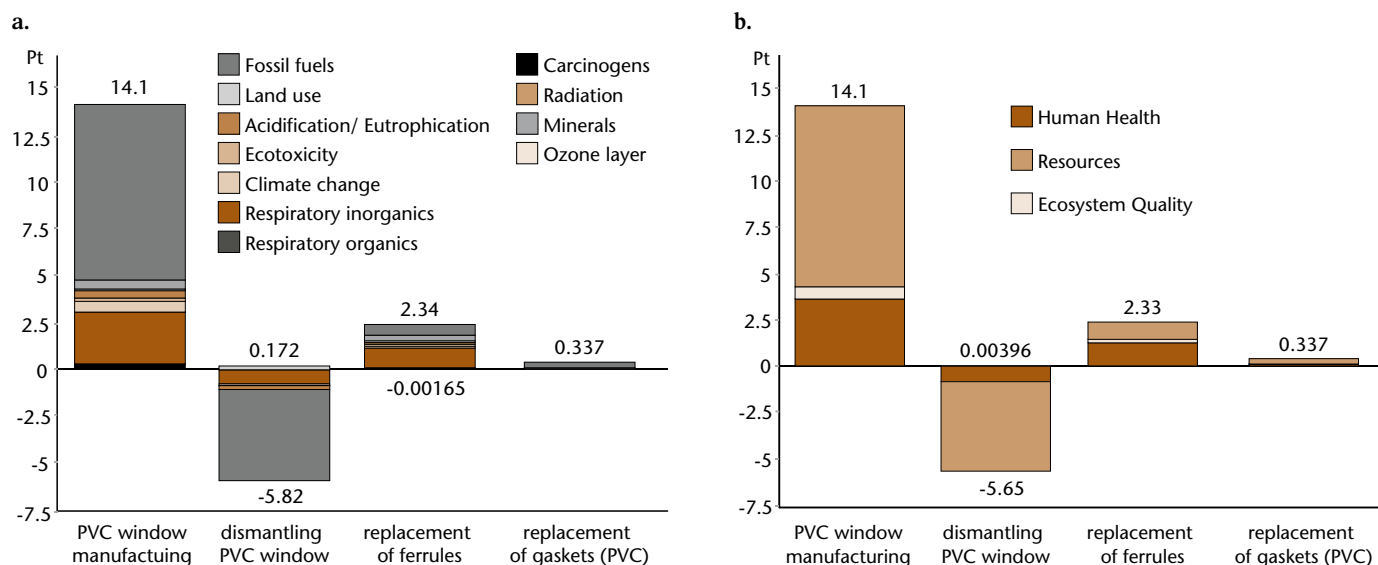 a.
Pt
15
12.5
10
7.5
5
2.5
0
-2.5
-5
-7.5
14.1
0.172
-5.82
2.34
-0.00165
0.337
Fossil fuels
Land use
Acidification/ Eutrophication
Ecotoxicity
Climate change
Respiratory inorganics
Respiratory organics
Carcinogens
Radiation
Minerals
Ozone layer
PVC window
manufactuing
dismantling
PVC window
replacement
of ferrules
replacement
of gaskets (PVC)
b.
Pt
15
12.5
10
7.5
5
2.5
0
-2.5
-5
-7.5
14.1
0.00396
-5.65
2.33
0.337
Human Health
Resources
Ecosystem Quality
PVC window
manufacturing
dismantling
PVC window
replacement
of ferrules
replacement
of gaskets (PVC)